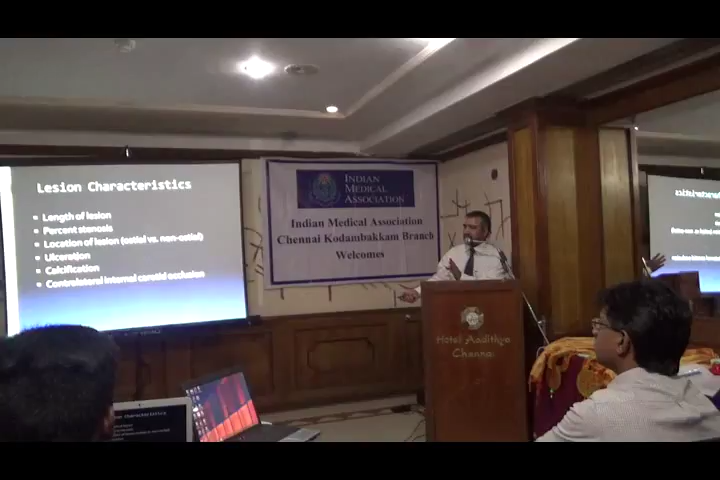 Lesion Characteristics
Length of lesion
Percent stenosis
Location of lesion (ostial vs. non-ostial)
Ulceration
Calcification
Contralateral internal carotid occlusion
INDIAN
MEDICAL
ASSOCIATION
Indian Medical Association
Chennai Kodambakkam Branch
Welcomes
Hotel Aadithya
Chennai